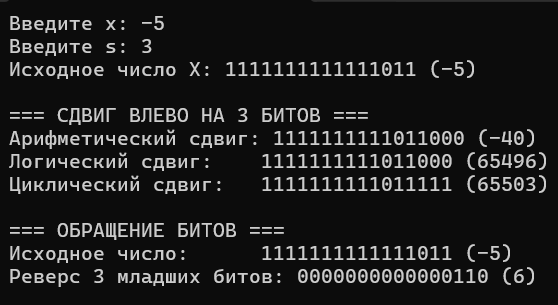 Введите x: -5
Введите s: 3
Исходное число X: 1111111111111011 (-5)
=== СДВИГ ВЛЕВО НА 3 БИТОВ ===
Арифметический сдвиг: 1111111111011000 (-40)
Логический сдвиг: 1111111111011000 (65496)
Циклический сдвиг: 1111111111011111 (65503)
=== ОБРАЩЕНИЕ БИТОВ ===
Исходное число: 1111111111111011 (-5)
Реверс 3 младших битов: 0000000000000110 (6)